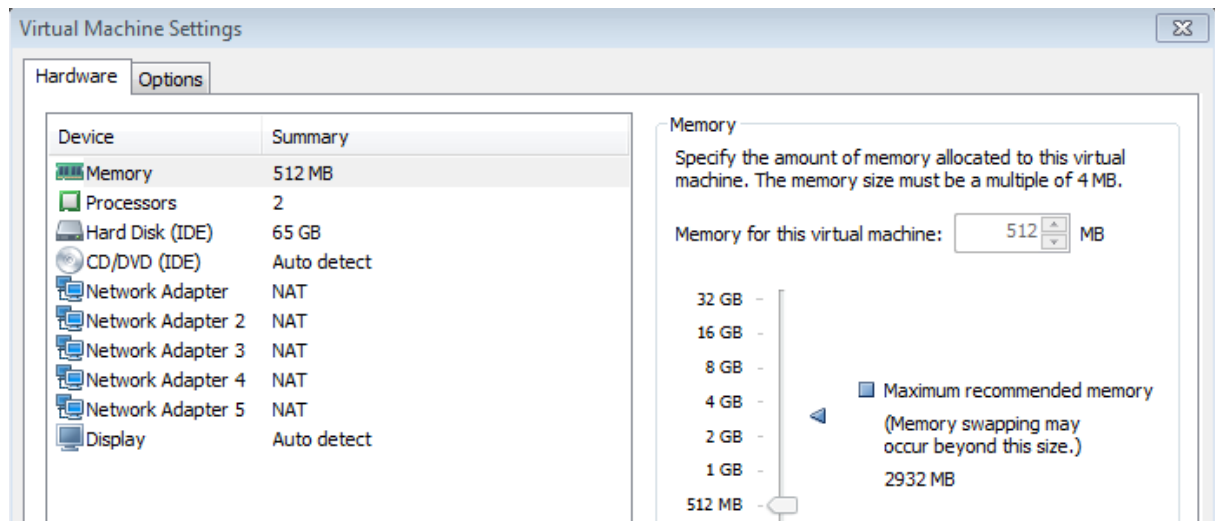 Virtual Machine Settings
Hardware Options
Device Summary
Memory 512 MB
Processors 2
Hard Disk (IDE) 65 GB
CD/DVD (IDE) Auto detect
Network Adapter NAT
Network Adapter 2 NAT
Network Adapter 3 NAT
Network Adapter 4 NAT
Network Adapter 5 NAT
Display Auto detect
Memory
Specify the amount of memory allocated to this virtual
machine. The memory size must be a multiple of 4 MB.
Memory for this virtual machine: 512 MB
32 GB
16 GB
8 GB
4 GB
2 GB
1 GB
512 MB
Maximum recommended memory
(Memory swapping may
occur beyond this size.)
2932 MB